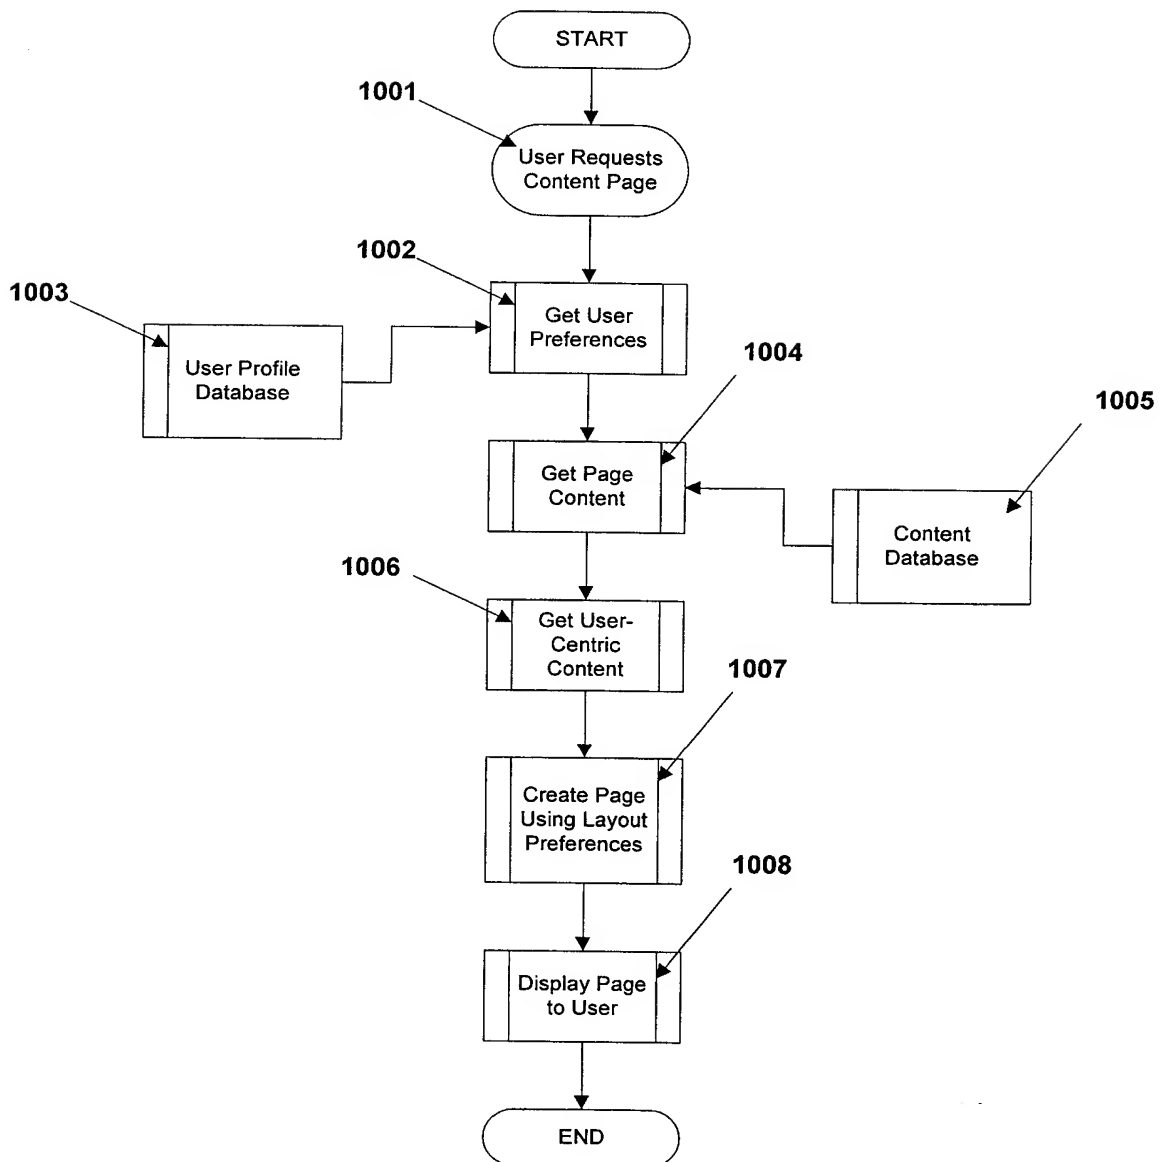 START
1001
User Requests
Content Page
1002
Get User
Preferences
1003
User Profile
Database
1004
Get Page
Content
1005
Content
Database
1006
Get User-
Centric
Content
1007
Create Page
Using Layout
Preferences
1008
Display Page
to User
END